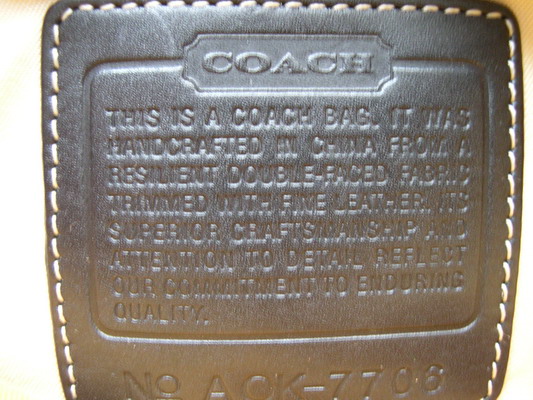 COACH
THIS IS A COACH BAG. IT WAS
HANDCRAFTED IN CHINA FROM A
RESILIENT DOUBLE-FACED FABRIC
TRIMMED WITH FINE LEATHER. ITS
SUPERIOR CRAFTSMANSHIP AND
ATTENTION TO DETAIL REFLECT
OUR COMMITMENT TO ENDURING
QUALITY.
No AOK-7706